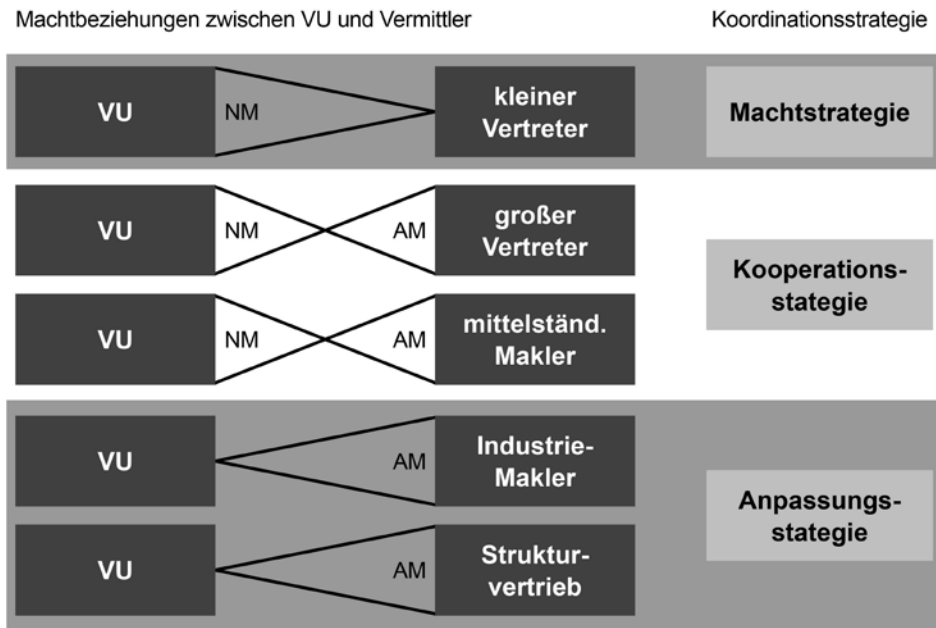 Machtbeziehungen zwischen VU und Vermittler
Koordinationsstrategie
VU
NM
kleiner
Vertreter
Machtstrategie
VU
NM
AM
großer
Vertreter
VU
NM
AM
mittelständ.
Makler
Kooperations-
stategie
VU
AM
Industrie-
Makler
VU
AM
Struktur-
vertrieb
Anpassungs-
stategie